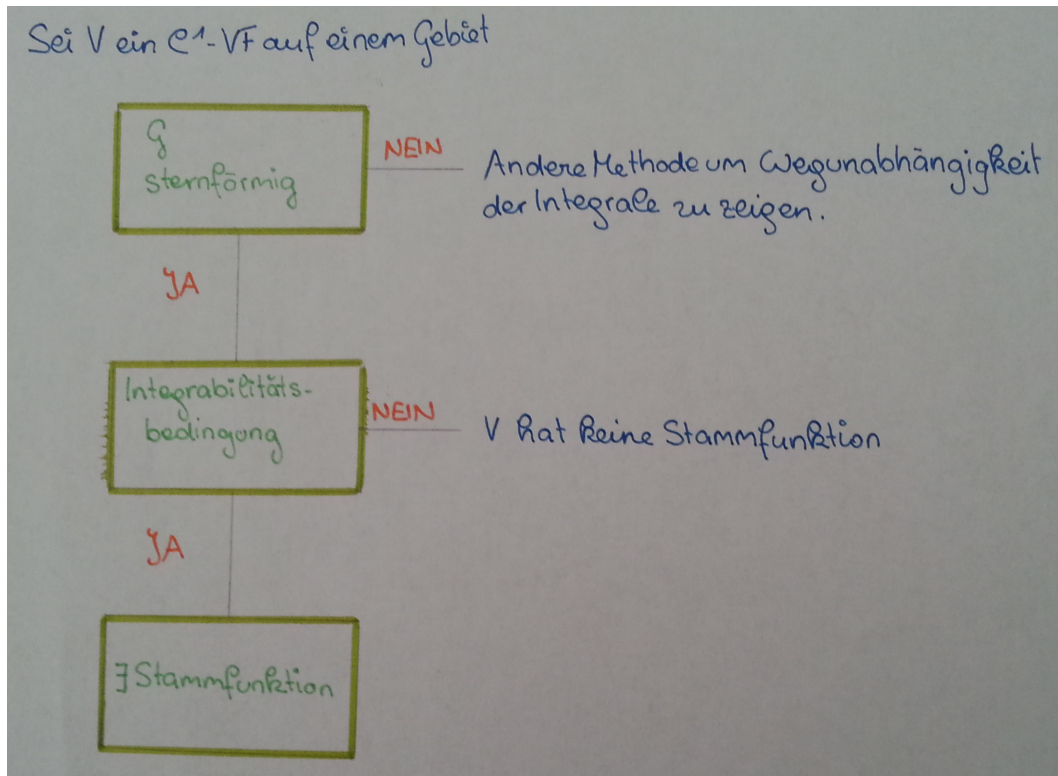 Sei V ein C¹-VF auf einem Gebiet
G
sternförmig
NEIN
Andere Methode um Wegunabhängigkeit
der Integrale zu zeigen.
JA
Integrabilitäts-
bedingung
NEIN
V hat keine Stammfunktion
JA
∃ Stammfunktion